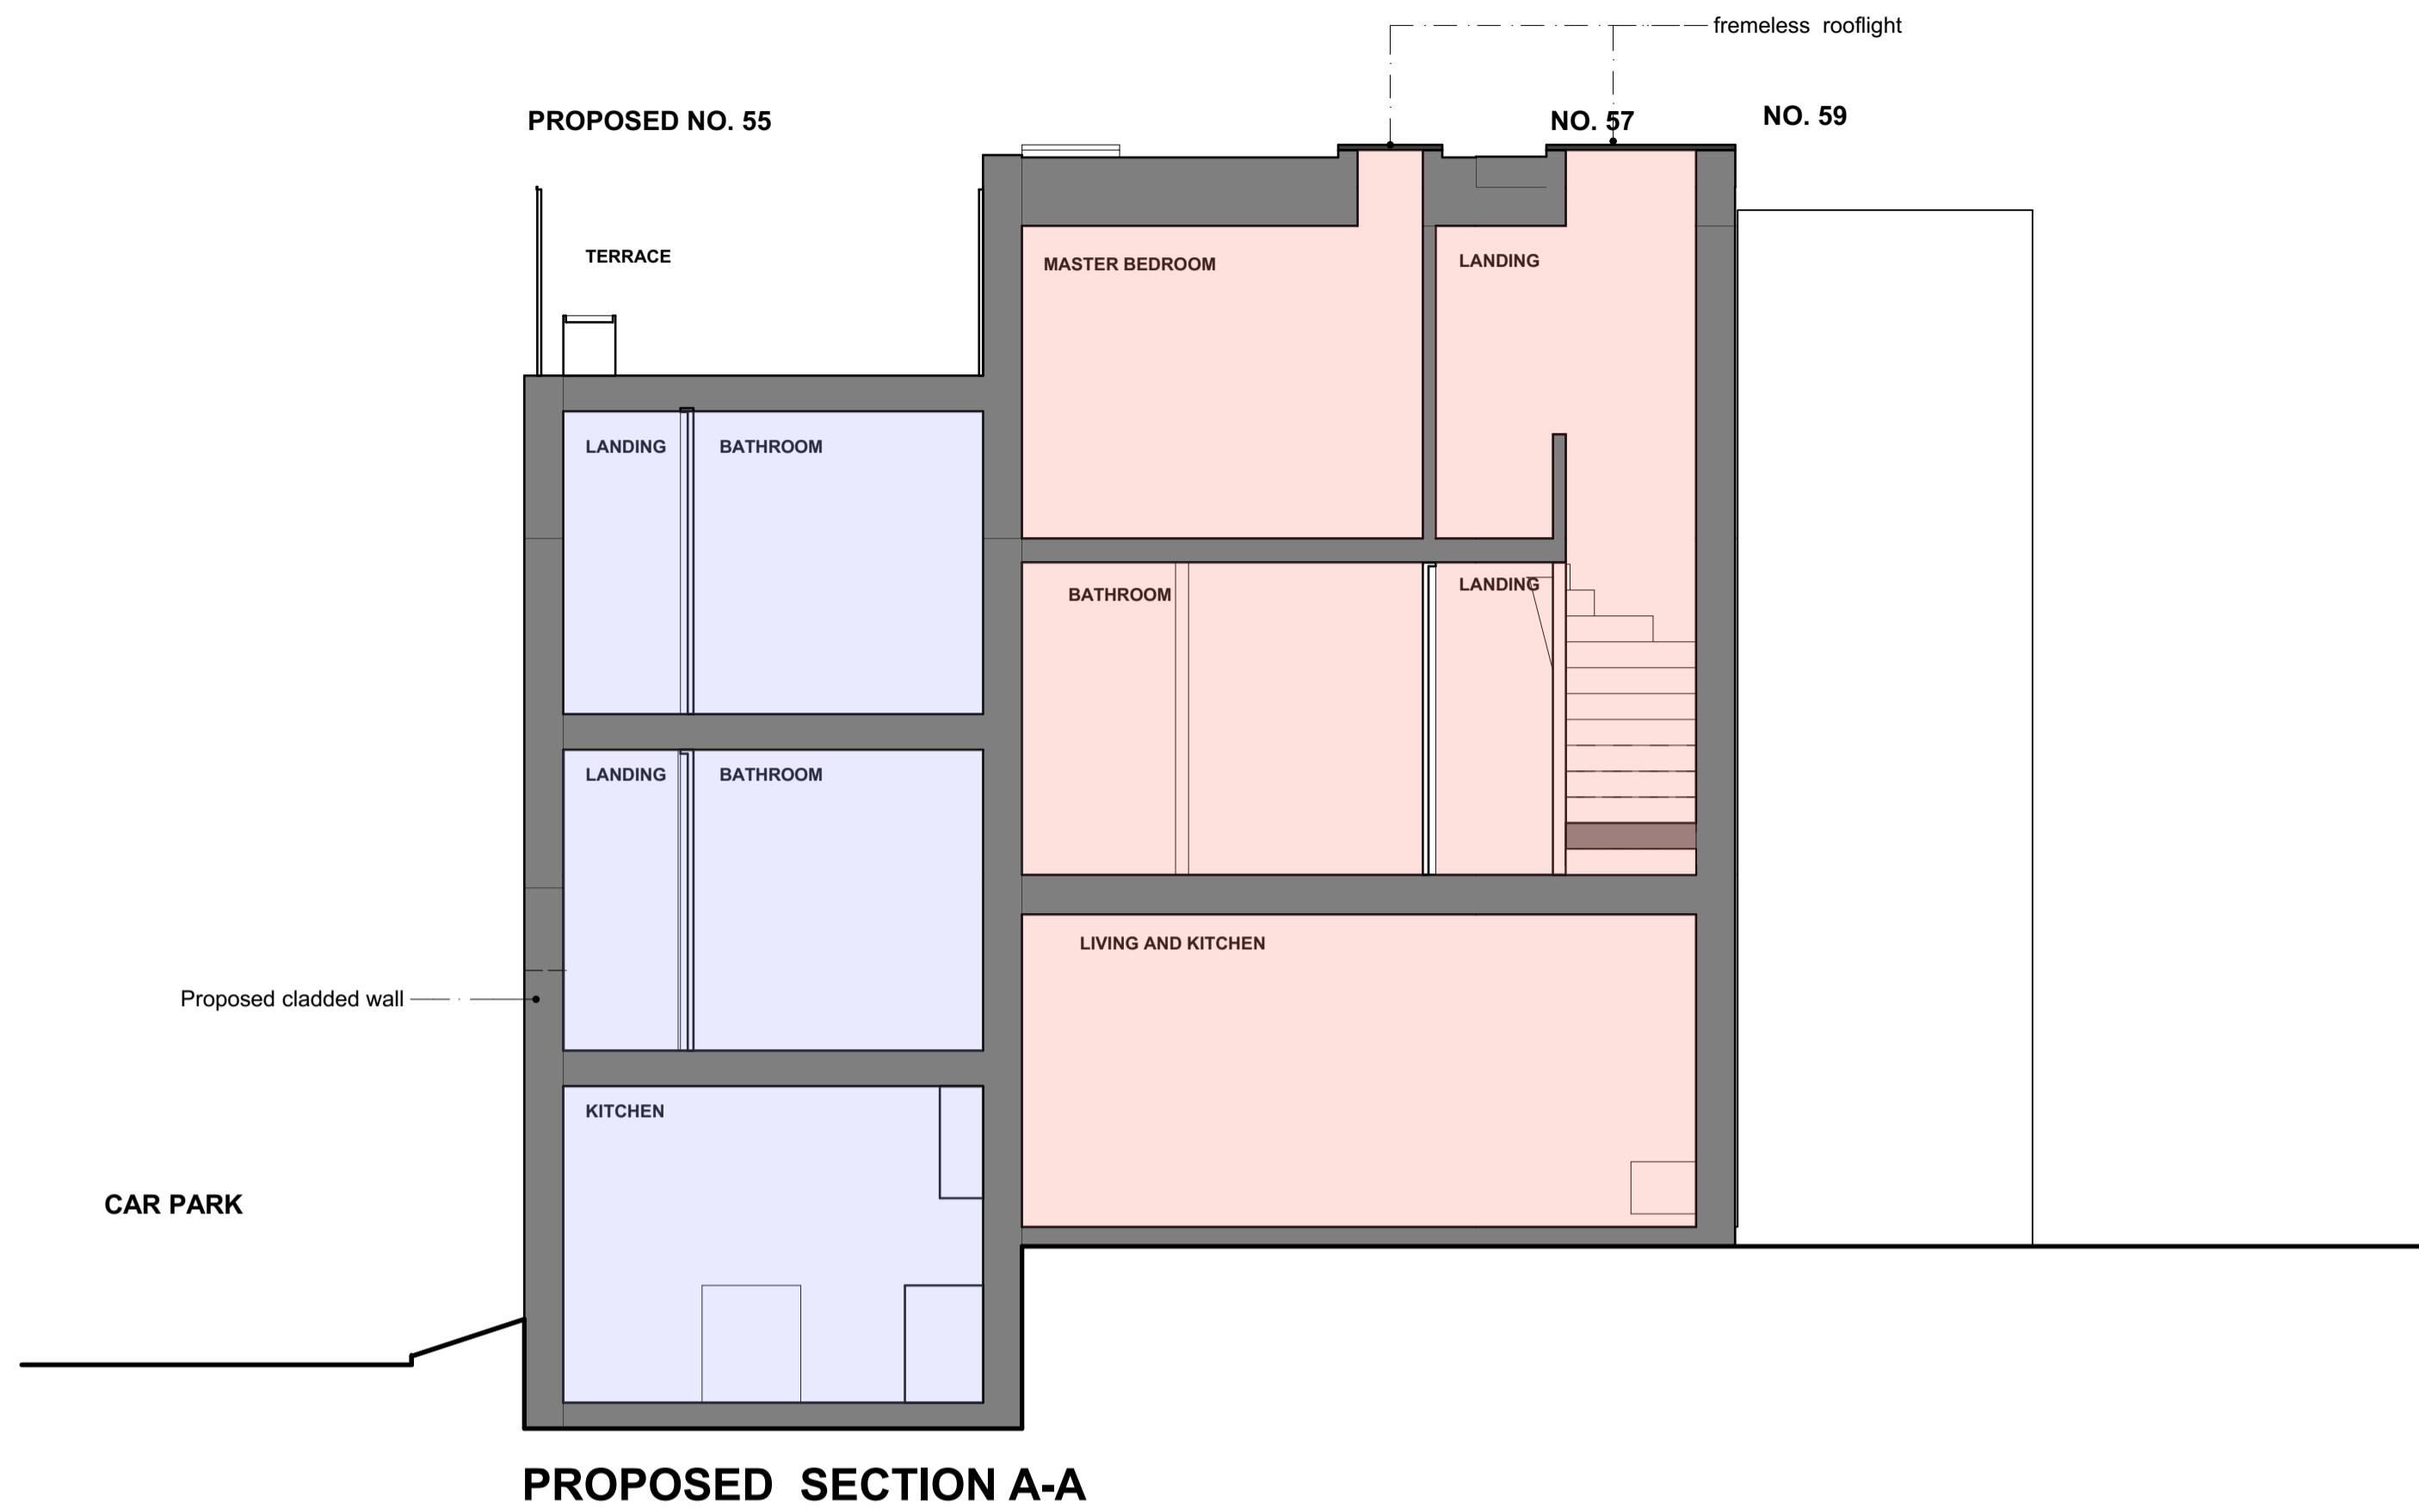 fremeless rooflight
PROPOSED NO. 55
NO. 57
NO. 59
TERRACE
MASTER BEDROOM
LANDING
LANDING
BATHROOM
BATHROOM
LANDING
LANDING
BATHROOM
LIVING AND KITCHEN
Proposed cladded wall
KITCHEN
CAR PARK
PROPOSED SECTION A-A